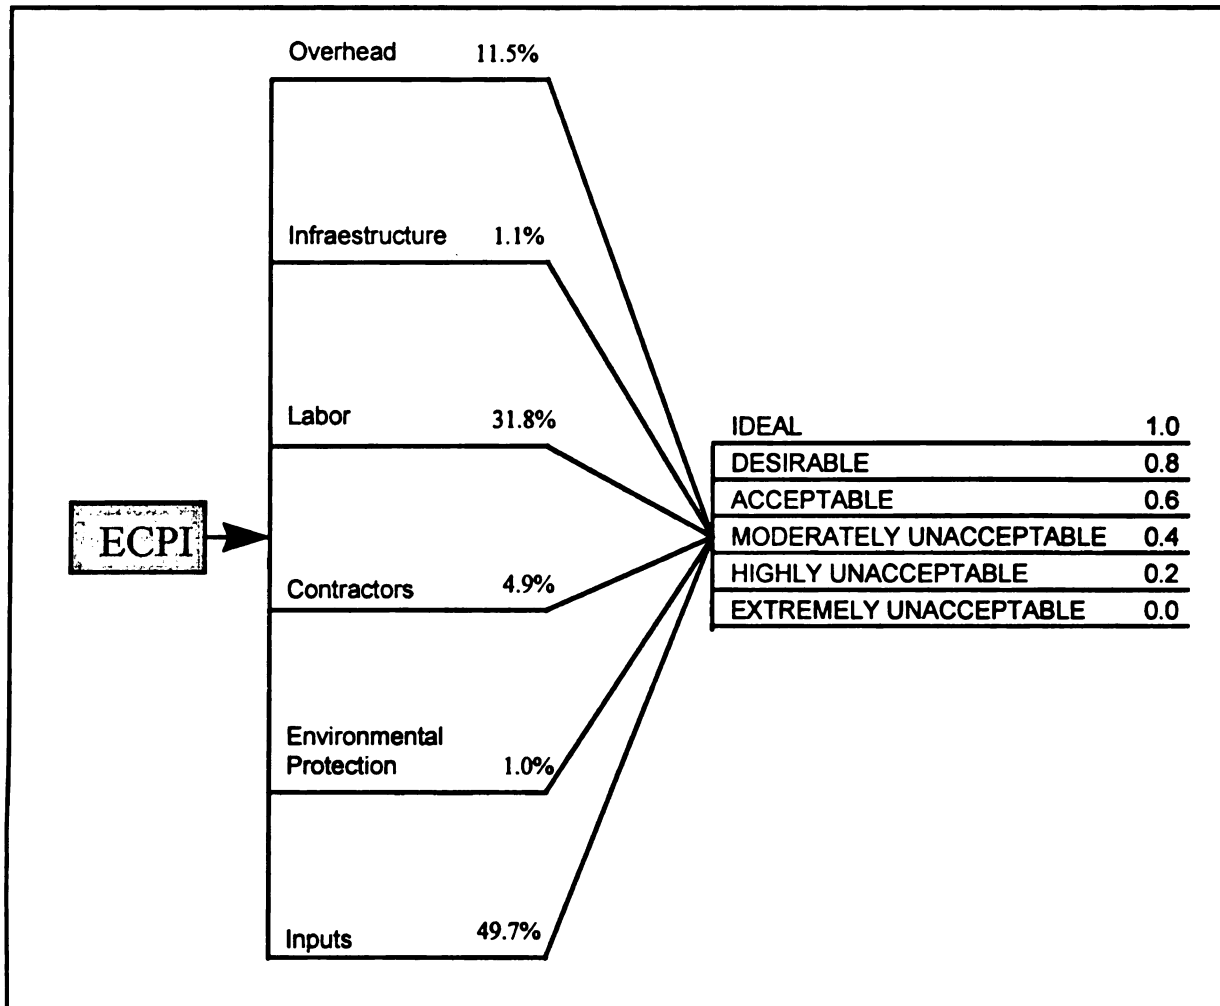 Overhead 11.5%
Infraestructure 1.1%
Labor 31.8%
ECPI
Contractors 4.9%
Environmental
Protection 1.0%
Inputs 49.7%
IDEAL 1.0
DESIRABLE 0.8
ACCEPTABLE 0.6
MODERATELY UNACCEPTABLE 0.4
HIGHLY UNACCEPTABLE 0.2
EXTREMELY UNACCEPTABLE 0.0